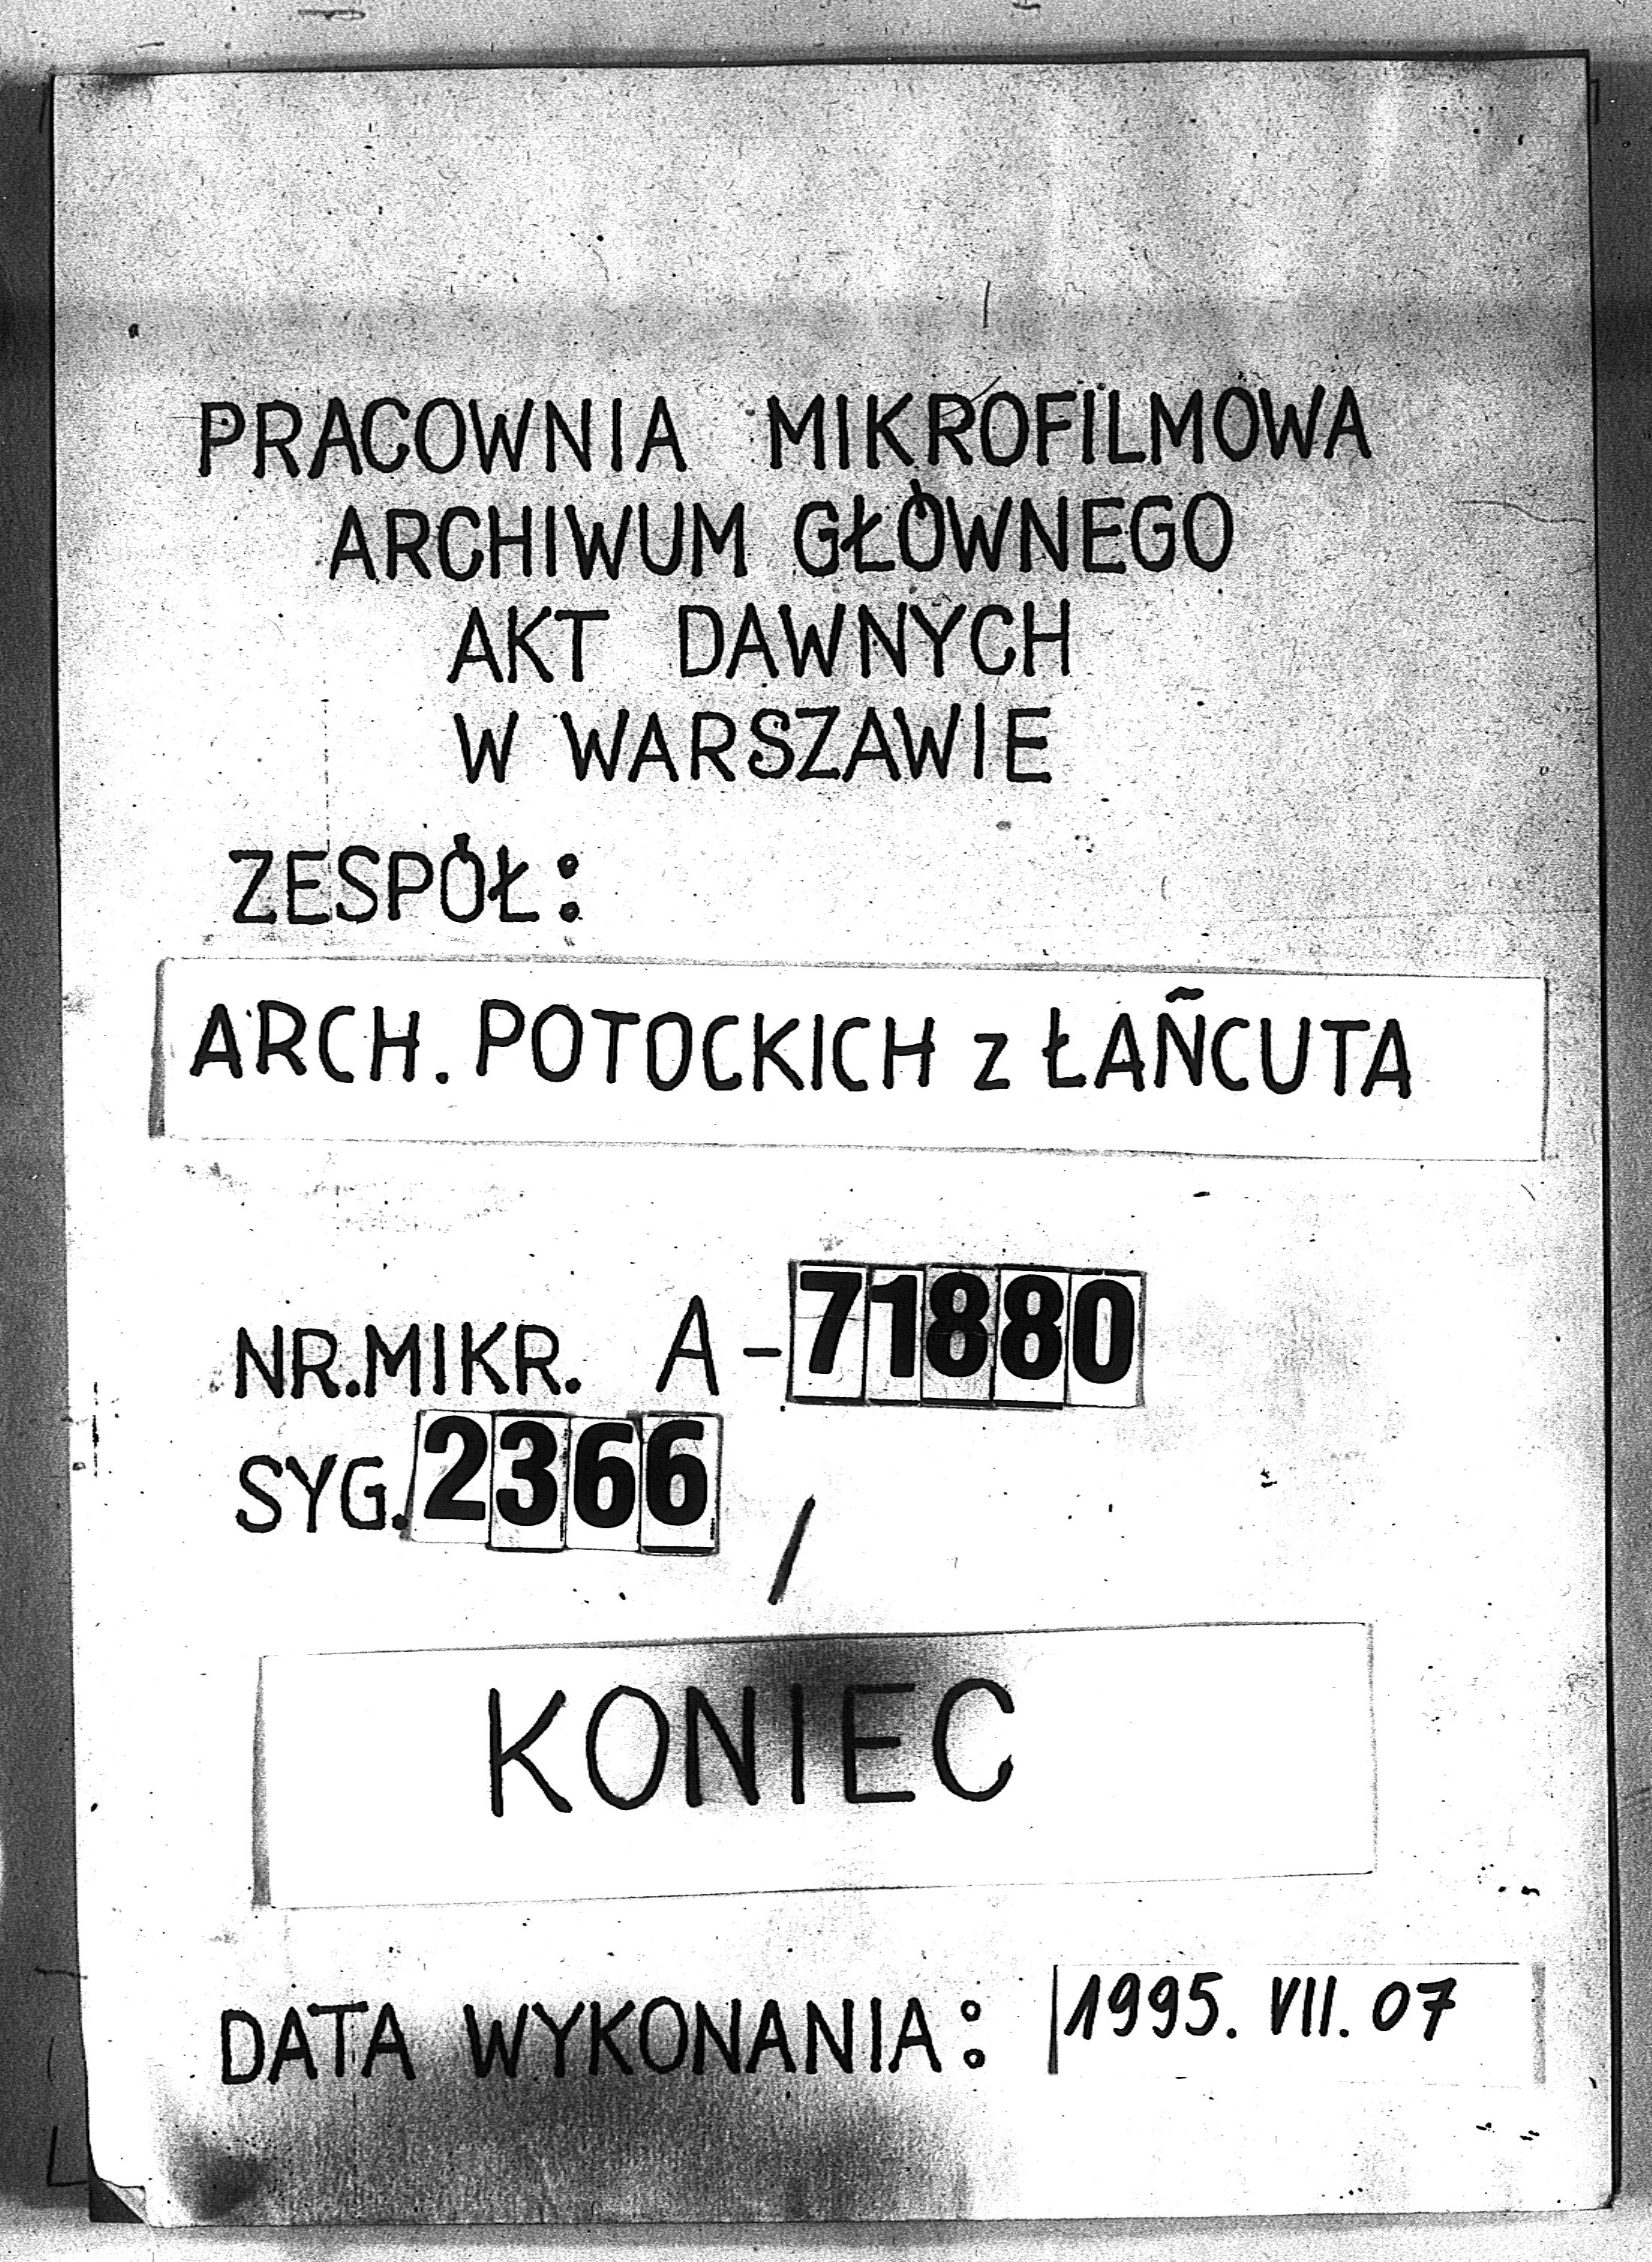 PRACOWNIA MIKROFILMOWA
ARCHIWUM GŁÓWNEGO
AKT DAWNYCH
W WARSZAWIE
ZESPÓŁ:
ARCH. POTOCKICH z ŁAŃCUTA
NR.MIKR. A-71880
SYG. 2366 /
KONIEC
DATA WYKONANIA: 1995. VII. 07